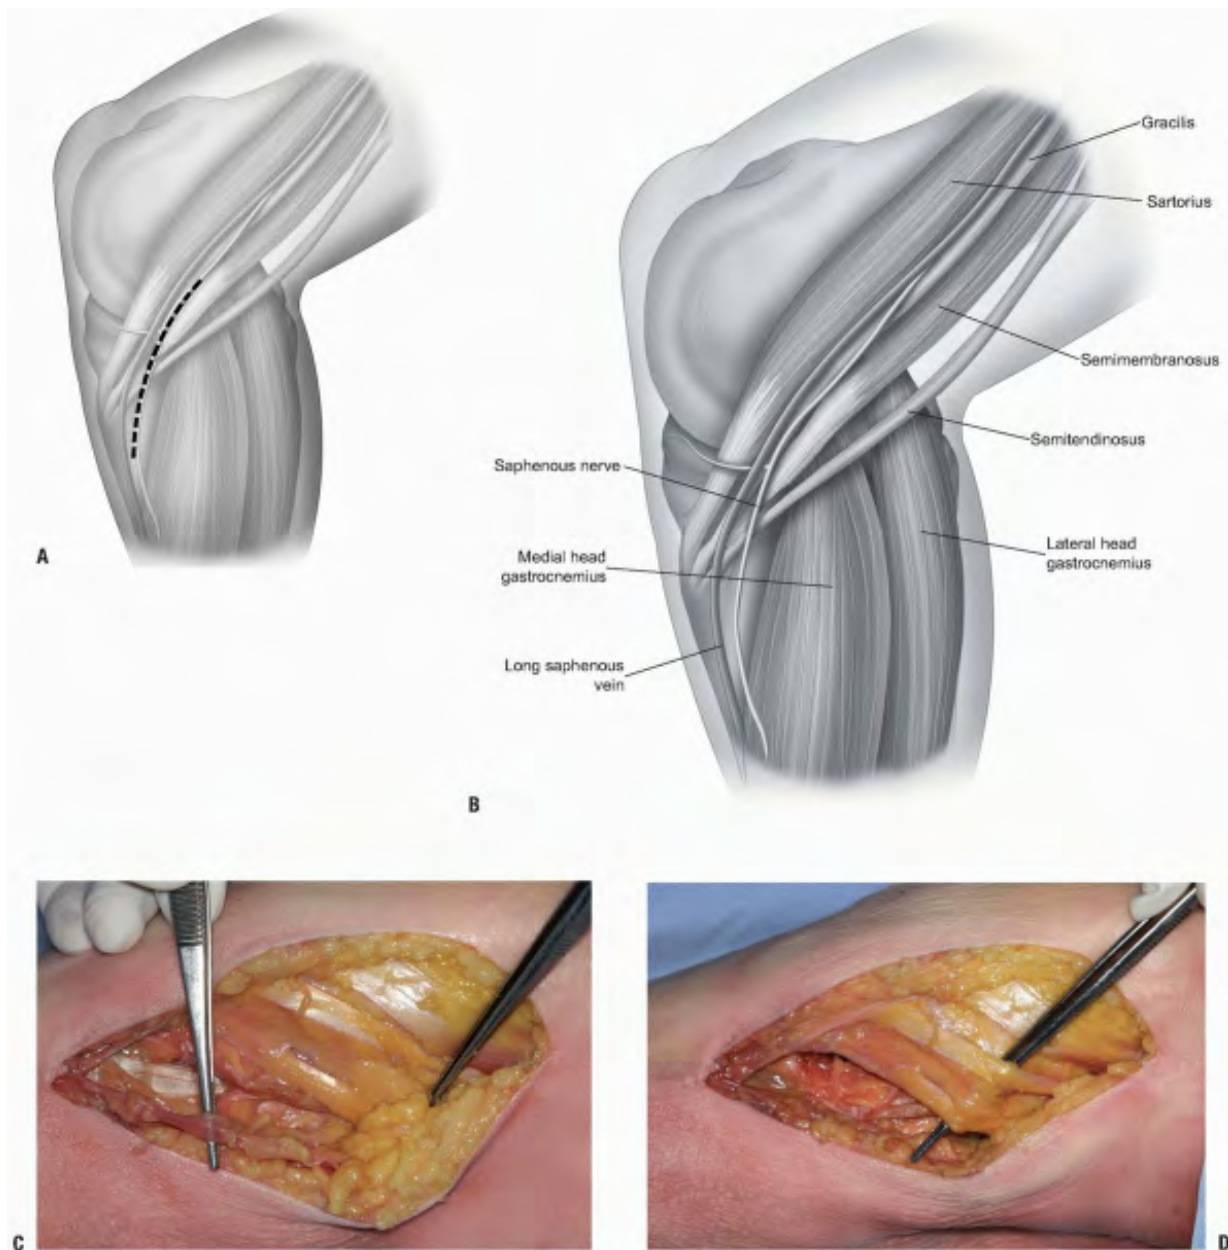 Gracilis
Sartorius
Semimembranosus
Semitendinosus
Saphenous nerve
Medial head
gastrocnemius
Lateral head
gastrocnemius
Long saphenous
vein
A
B
C
D